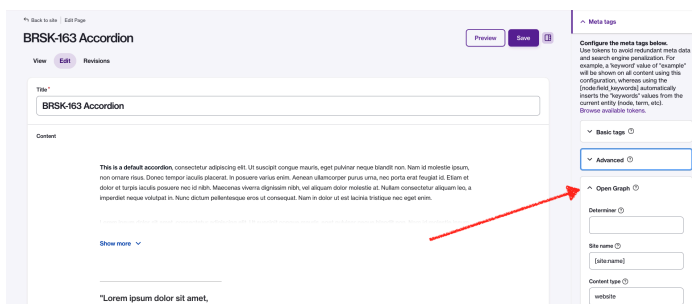 Back to site | Edit Page
BRSK-163 Accordion
Preview
Save
View Edit Revisions
Title*
BRSK-163 Accordion
Content
This is a default accordion, consectetur adipiscing elit. Ut suscipit congue mauris, eget pulvinar neque blandit non. Nam id molestie ipsum,
non ornare risus. Donec tempor iaculis placerat. In posuere varius enim. Aenean ullamcorper purus urna, nec porta erat feugiat id. Etiam et
dolor et turpis iaculis posuere nec id nibh. Maecenas viverra dignissim nibh, vel aliquam dolor molestie at. Nullam consectetur aliquam leo, a
imperdiet neque volutpat in. Nunc dictum pellentesque eros ut consequat. Nam in dolor ut est lacinia tristique nec eget enim.
Show more
"Lorem ipsum dolor sit amet,
Meta tags
Configure the meta tags below.
Use tokens to avoid redundant meta data
and search engine penalization. For
example, a 'keyword' value of "example"
will be shown on all content using this
configuration, whereas using the
[node:field_keywords] automatically
inserts the "keywords" values from the
current entity (node, term, etc).
Browse available tokens.
Basic tags
Advanced
Open Graph
Determiner
Site name
[site:name]
Content type
website